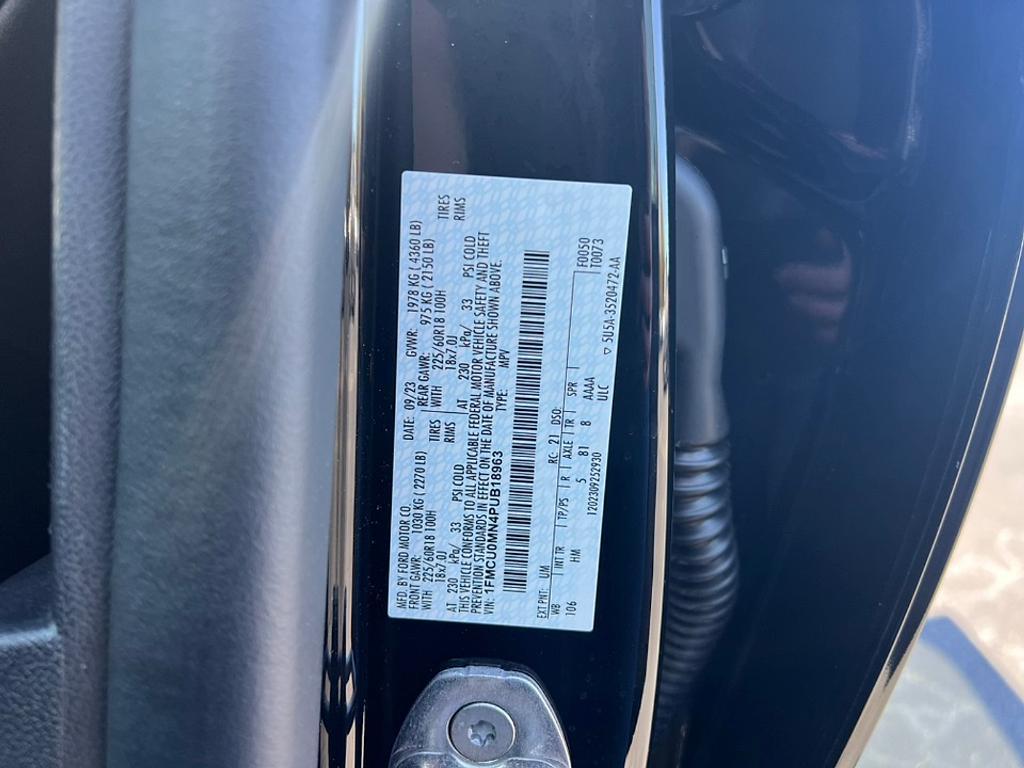 MFD. BY FORD MOTOR CO. DATE: 09/23 GVWR: 1978 KG ( 4360 LB)
FRONT GAWR: 1030 KG ( 2270 LB) REAR GAWR: 975 KG ( 2150 LB)
WITH 225/60R18 100H TIRES WITH 225/60R18 100H TIRES
18x7.0J RIMS 18x7.0J RIMS
AT 230 kPa/ 33 PSI COLD AT 230 kPa/ 33 PSI COLD
THIS VEHICLE CONFORMS TO ALL APPLICABLE FEDERAL MOTOR VEHICLE SAFETY AND THEFT
PREVENTION STANDARDS IN EFFECT ON THE DATE OF MANUFACTURE SHOWN ABOVE.
VIN: 1FMCU0MN4PUB18963 TYPE: MPV
EXT PNT: UM RC: 21 DSO: F0050
WB INT TR TP/PS R AXLE TR SPR T0073
106 HM 5 81 8 AAAA
ULC
1202309252930 5U5A-3520472-AA